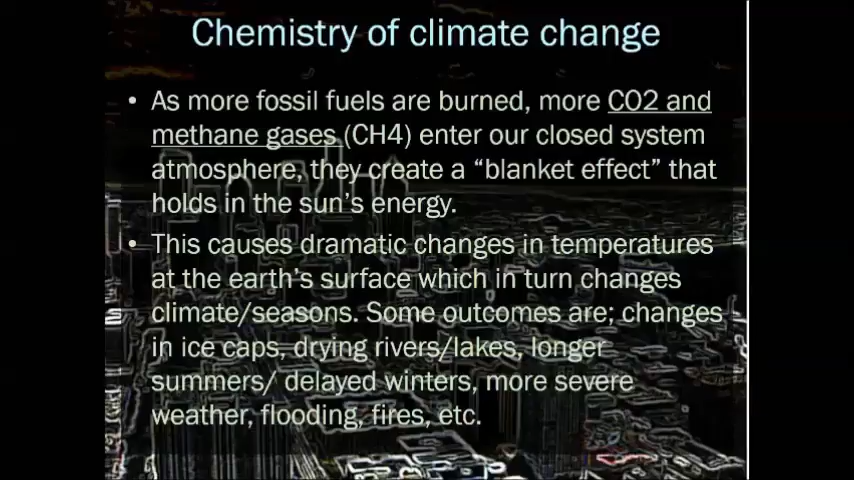 Chemistry of climate change
• As more fossil fuels are burned, more CO2 and
methane gases (CH4) enter our closed system
atmosphere, they create a “blanket effect” that
holds in the sun’s energy.
• This causes dramatic changes in temperatures
at the earth’s surface which in turn changes
climate/seasons. Some outcomes are; changes
in ice caps, drying rivers/lakes, longer
summers/ delayed winters, more severe
weather, flooding, fires, etc.